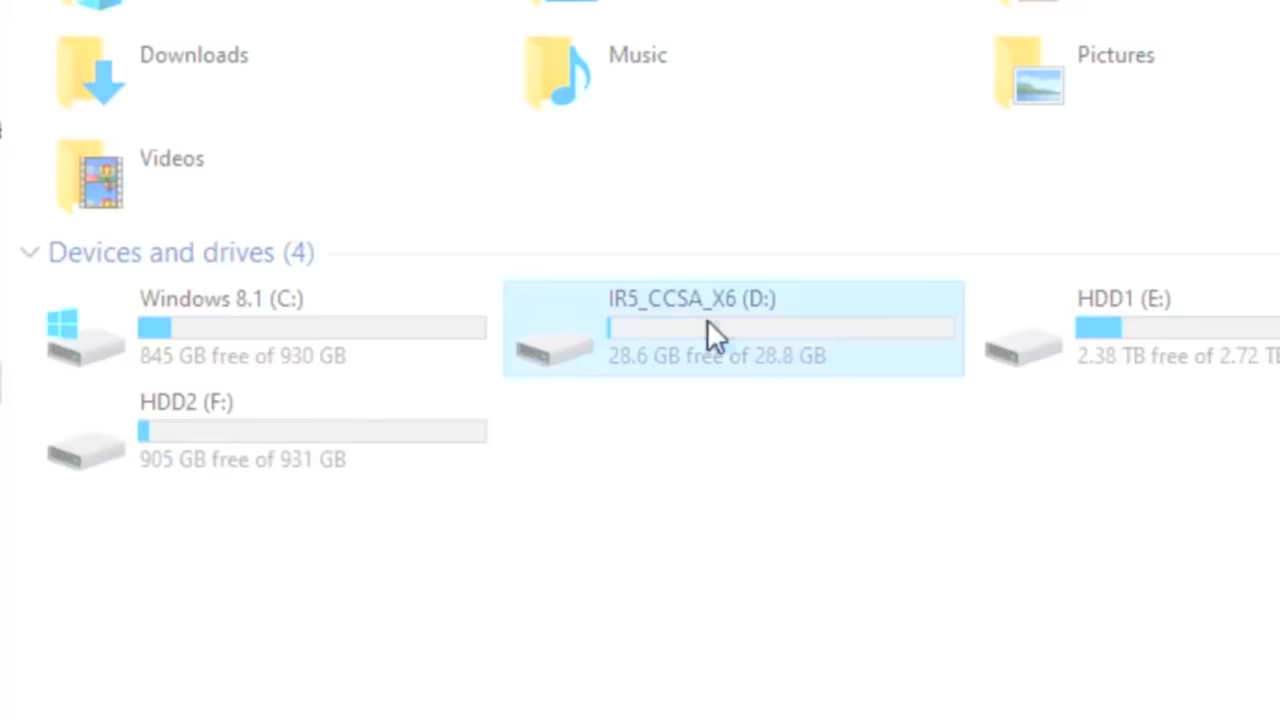 Downloads
Music
Pictures
Videos
Devices and drives (4)
Windows 8.1 (C:)
845 GB free of 930 GB
IR5_CCSA_X6 (D:)
28.6 GB free of 28.8 GB
HDD1 (E:)
2.38 TB free of 2.72
HDD2 (F:)
905 GB free of 931 GB